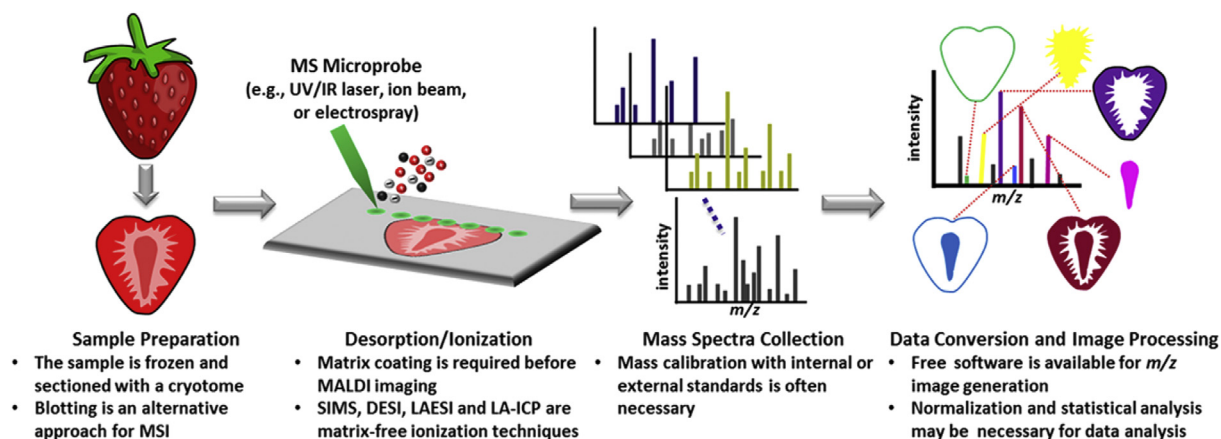 MS Microprobe
(e.g., UV/IR laser, ion beam,
or electrospray)
intensity
m/z
intensity
m/z
Sample Preparation
• The sample is frozen and
sectioned with a cryotome
• Blotting is an alternative
approach for MSI
Desorption/Ionization
• Matrix coating is required before
MALDI imaging
• SIMS, DESI, LAESI and LA-ICP are
matrix-free ionization techniques
Mass Spectra Collection
• Mass calibration with internal or
external standards is often
necessary
Data Conversion and Image Processing
• Free software is available for m/z
image generation
• Normalization and statistical analysis
may be necessary for data analysis